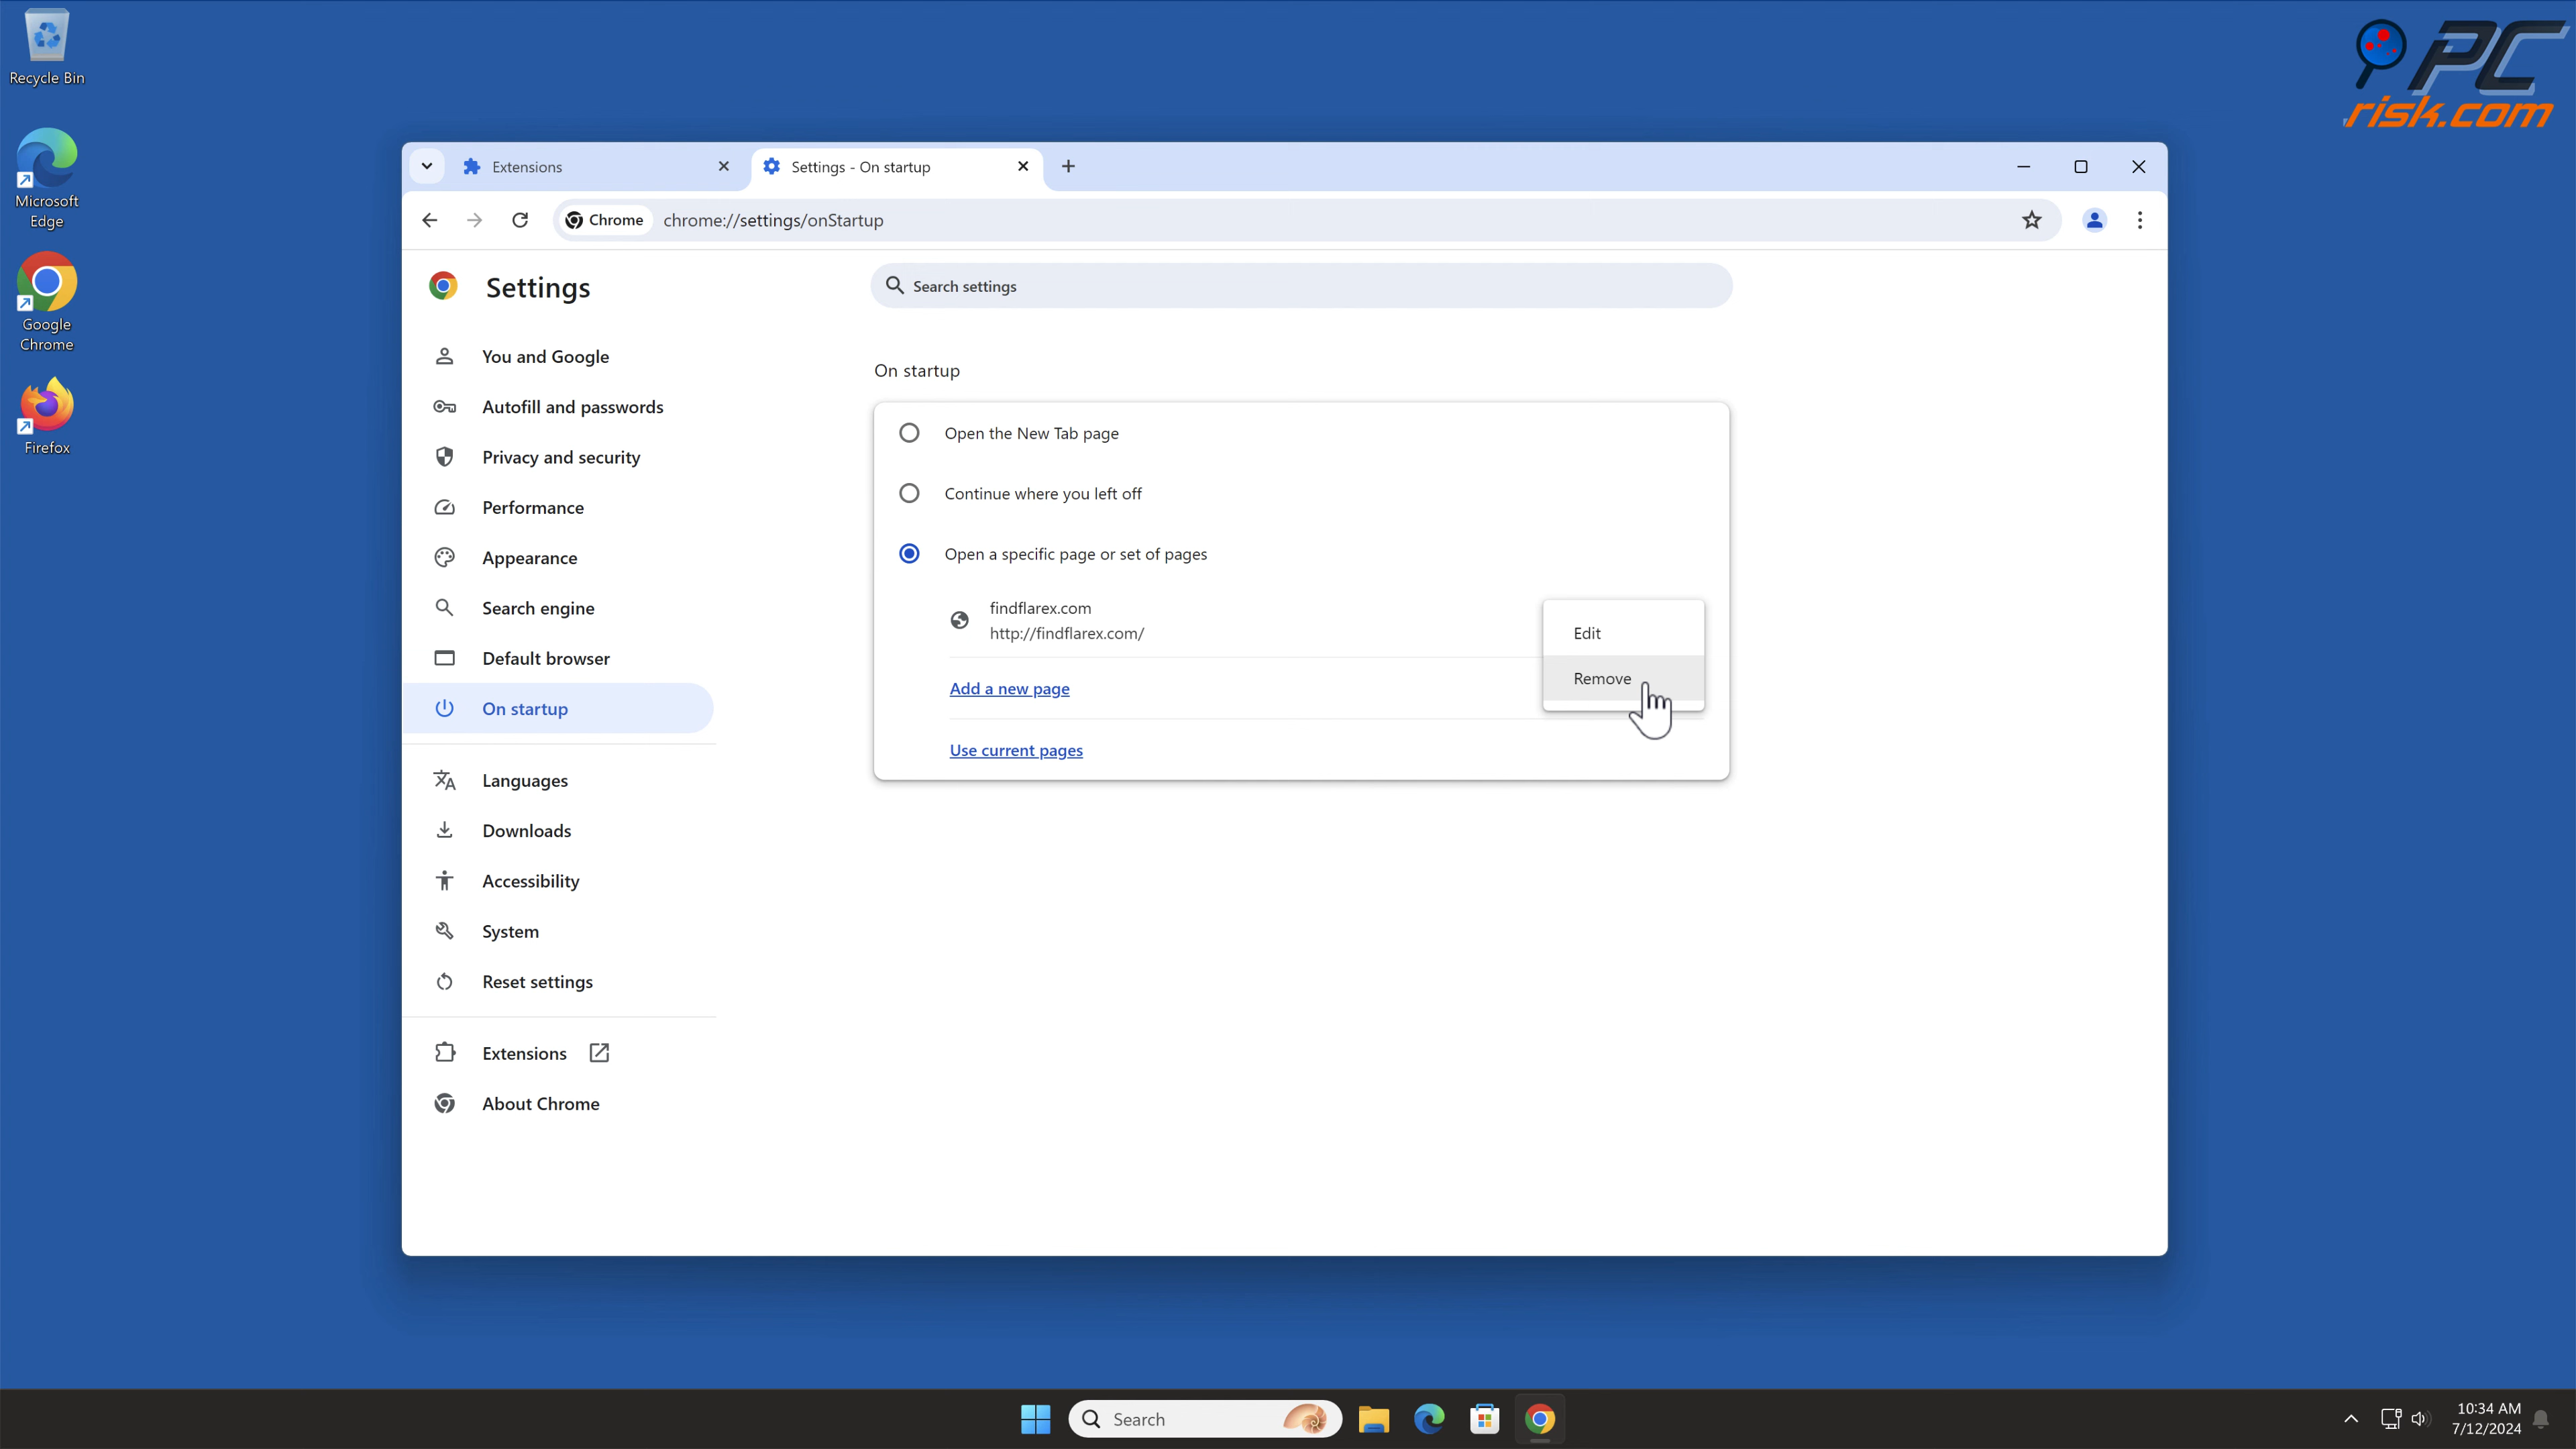 Recycle Bin
Microsoft
Edge
Google
Chrome
Firefox
PC
risk.com
Extensions
Settings - On startup
Chrome
chrome://settings/onStartup
Settings
Search settings
You and Google
Autofill and passwords
Privacy and security
Performance
Appearance
Search engine
Default browser
On startup
Languages
Downloads
Accessibility
System
Reset settings
Extensions
About Chrome
On startup
Open the New Tab page
Continue where you left off
Open a specific page or set of pages
findflarex.com
http://findflarex.com/
Edit
Remove
Add a new page
Use current pages
Search
10:34 AM
7/12/2024